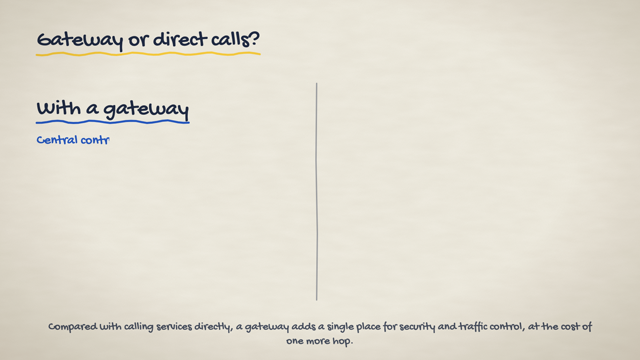 Gateway or direct calls?
With a gateway
Central contr
Compared with calling services directly, a gateway adds a single place for security and traffic control, at the cost of
one more hop.